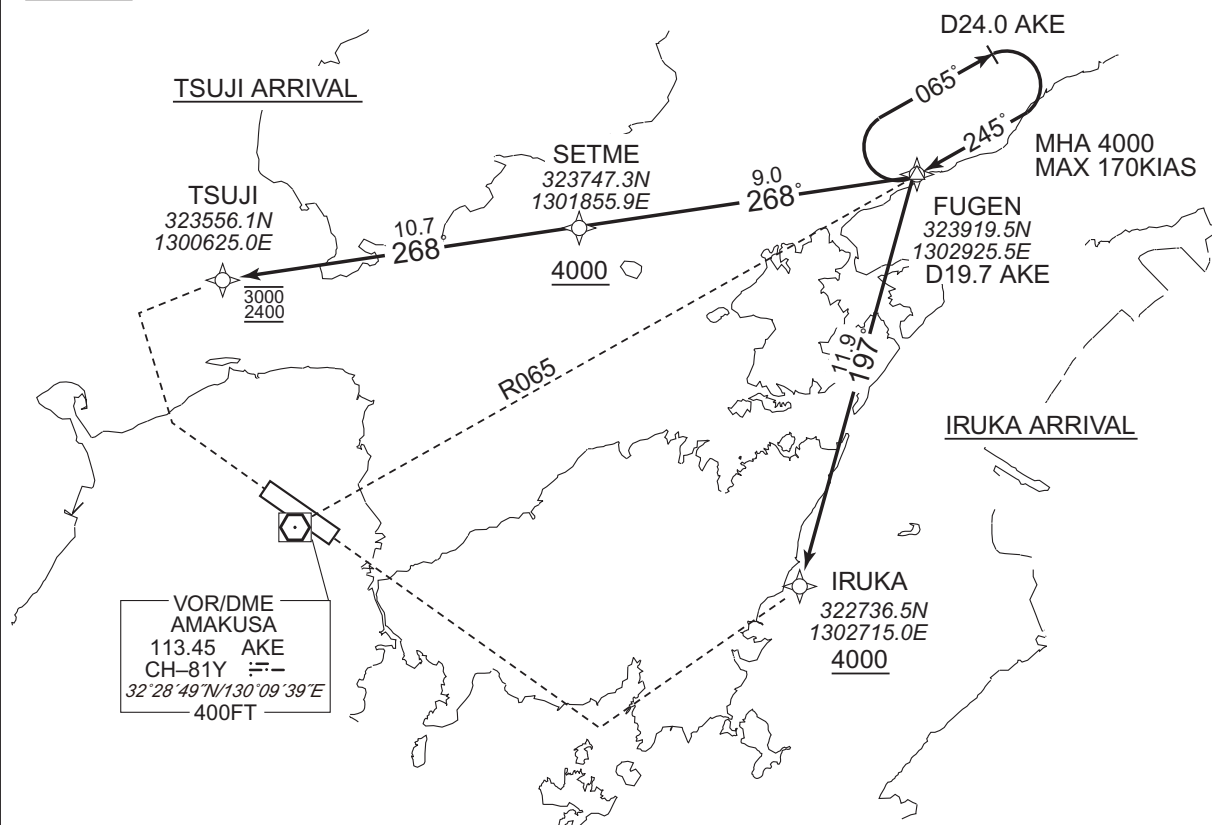 D24.0 AKE
TSUJI ARRIVAL
065°
245°
MHA 4000
MAX 170KIAS
SETME
323747.3N
1301855.9E
9.0
268°
TSUJI
323556.1N
1300625.0E
10.7
268°
FUGEN
323919.5N
1302925.5E
D19.7 AKE
4000
3000
2400
11.9
197°
R065
IRUKA ARRIVAL
IRUKA
322736.5N
1302715.0E
4000
VOR/DME
AMAKUSA
113.45 AKE
CH–81Y
32°28′49″N/130°09′39″E
400FT